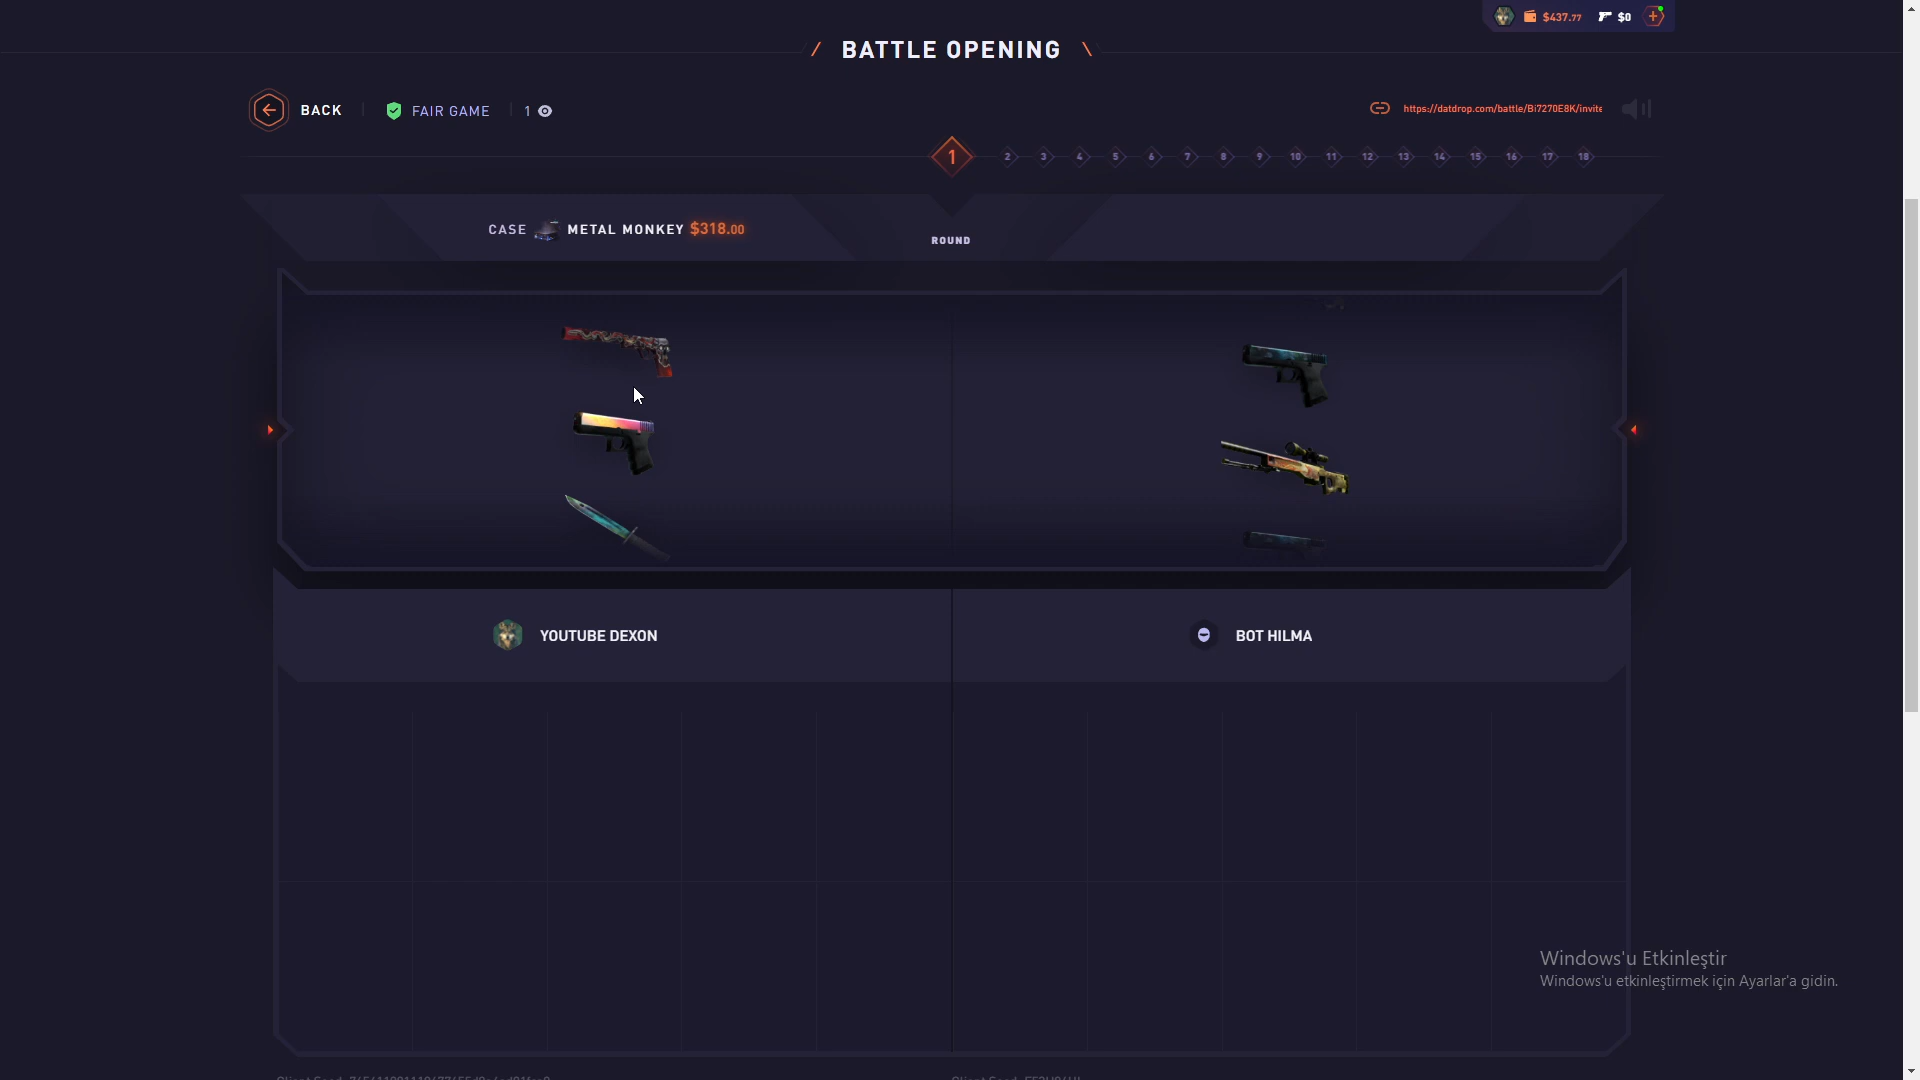 $437.77 $0
BATTLE OPENING
BACK FAIR GAME 1
https://datdrop.com/battle/Bi7270E8K/invite
1 2 3 4 5 6 7 8 9 10 11 12 13 14 15 16 17 18
CASE METAL MONKEY $318.00
ROUND
YOUTUBE DEXON BOT HILMA
Windows'u Etkinleştir
Windows'u etkinleştirmek için Ayarlar'a gidin.